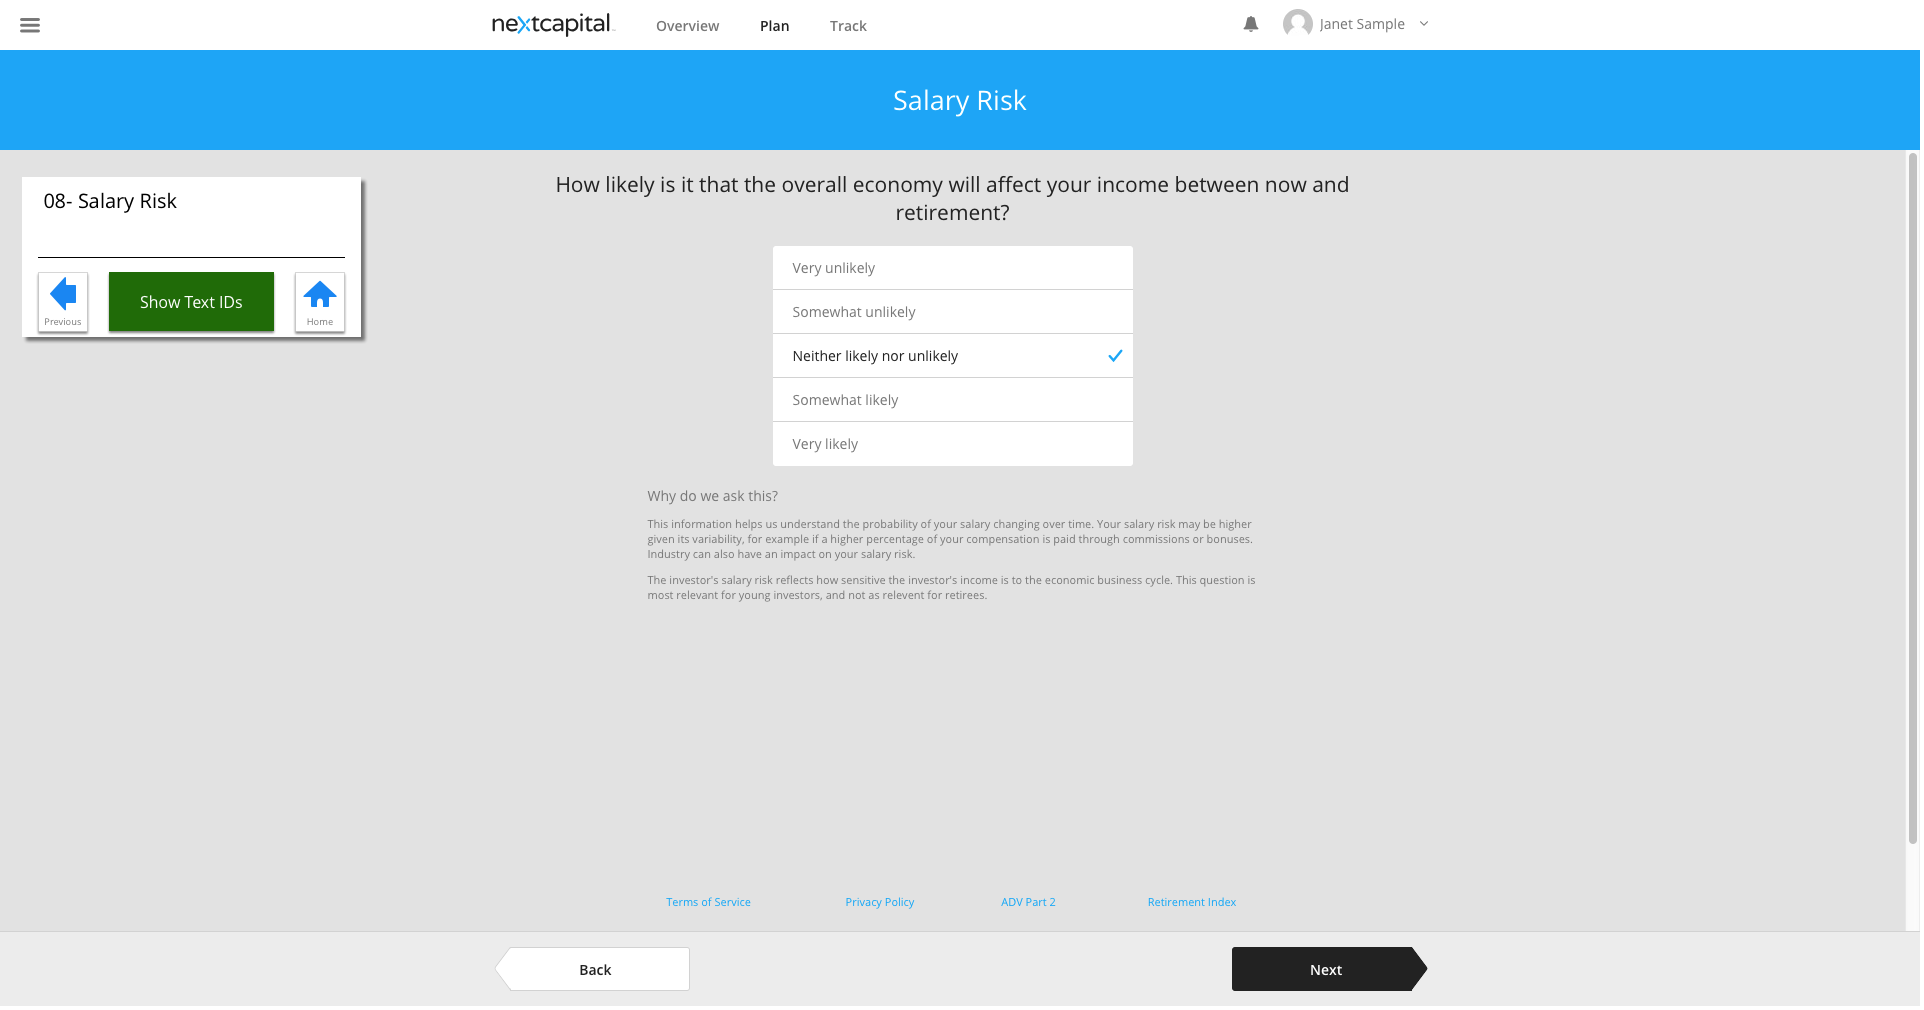 nextcapital
Overview
Plan
Track
Janet Sample
Salary Risk
08- Salary Risk
Previous
Show Text IDs
Home
How likely is it that the overall economy will affect your income between now and
retirement?
Very unlikely
Somewhat unlikely
Neither likely nor unlikely
Somewhat likely
Very likely
Why do we ask this?
This information helps us understand the probability of your salary changing over time. Your salary risk may be higher
given its variability, for example if a higher percentage of your compensation is paid through commissions or bonuses.
Industry can also have an impact on your salary risk.
The investor's salary risk reflects how sensitive the investor's income is to the economic business cycle. This question is
most relevant for young investors, and not as relevent for retirees.
Terms of Service
Privacy Policy
ADV Part 2
Retirement Index
Back
Next